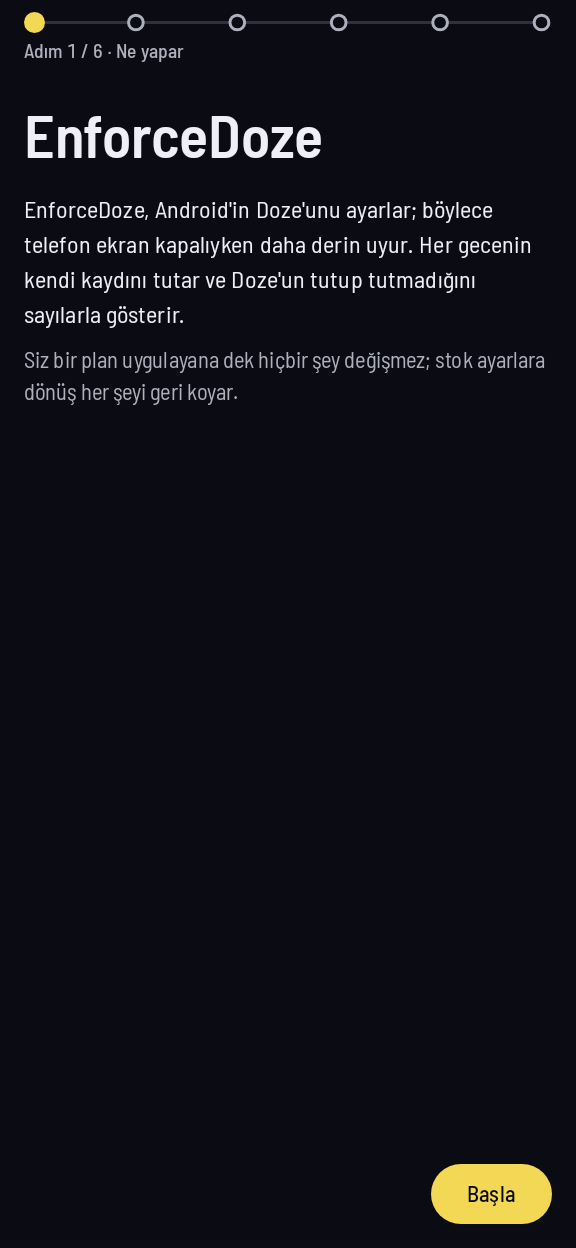 Adım 1 / 6 · Ne yapar
EnforceDoze
EnforceDoze, Android'in Doze'unu ayarlar; böylece
telefon ekran kapalıyken daha derin uyur. Her gecenin
kendi kaydını tutar ve Doze'un tutup tutmadığını
sayılarla gösterir.
Siz bir plan uygulayana dek hiçbir şey değişmez; stok ayarlara
dönüş her şeyi geri koyar.
Başla